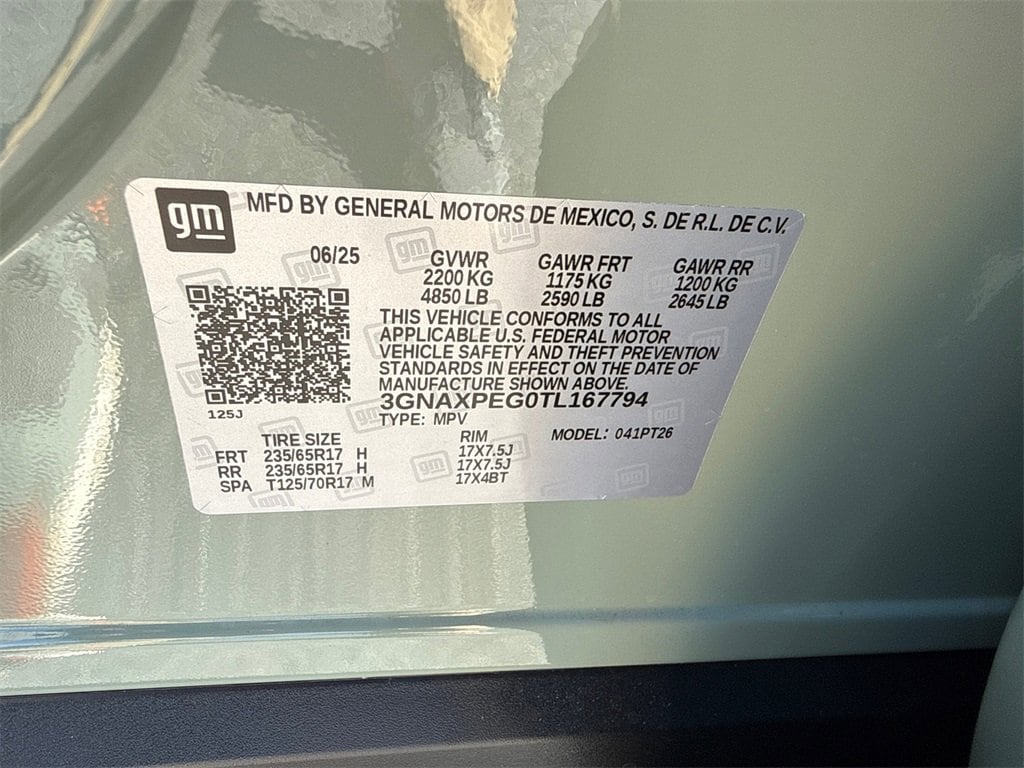 gm MFD BY GENERAL MOTORS DE MEXICO, S. DE R.L. DE C.V.
06/25 GVWR GAWR FRT GAWR RR
2200 KG 1175 KG 1200 KG
4850 LB 2590 LB 2645 LB
THIS VEHICLE CONFORMS TO ALL
APPLICABLE U.S. FEDERAL MOTOR
VEHICLE SAFETY AND THEFT PREVENTION
STANDARDS IN EFFECT ON THE DATE OF
MANUFACTURE SHOWN ABOVE.
3GNAXPEG0TL167794
125J TYPE: MPV MODEL: 041PT26
TIRE SIZE RIM
FRT 235/65R17 H 17X7.5J
RR 235/65R17 H 17X7.5J
SPA T125/70R17 M 17X4BT